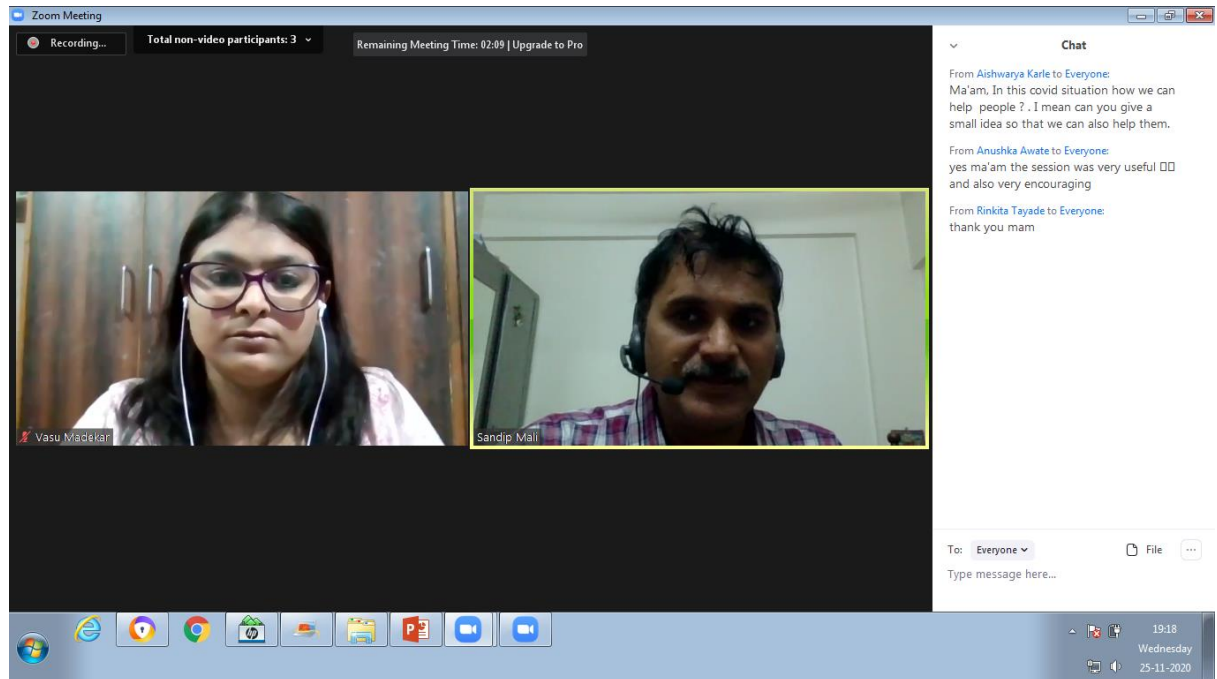 Zoom Meeting
Recording...
Total non-video participants: 3
Remaining Meeting Time: 02:09 | Upgrade to Pro
Vasu Madekar
Sandip Mali
Chat
From Aishwarya Karle to Everyone:
Ma'am, In this covid situation how we can
help people ? . I mean can you give a
small idea so that we can also help them.
From Anushka Awate to Everyone:
yes ma'am the session was very useful □□
and also very encouraging
From Rinkita Tayade to Everyone:
thank you mam
To: Everyone
File
Type message here...
19:18
Wednesday
25-11-2020